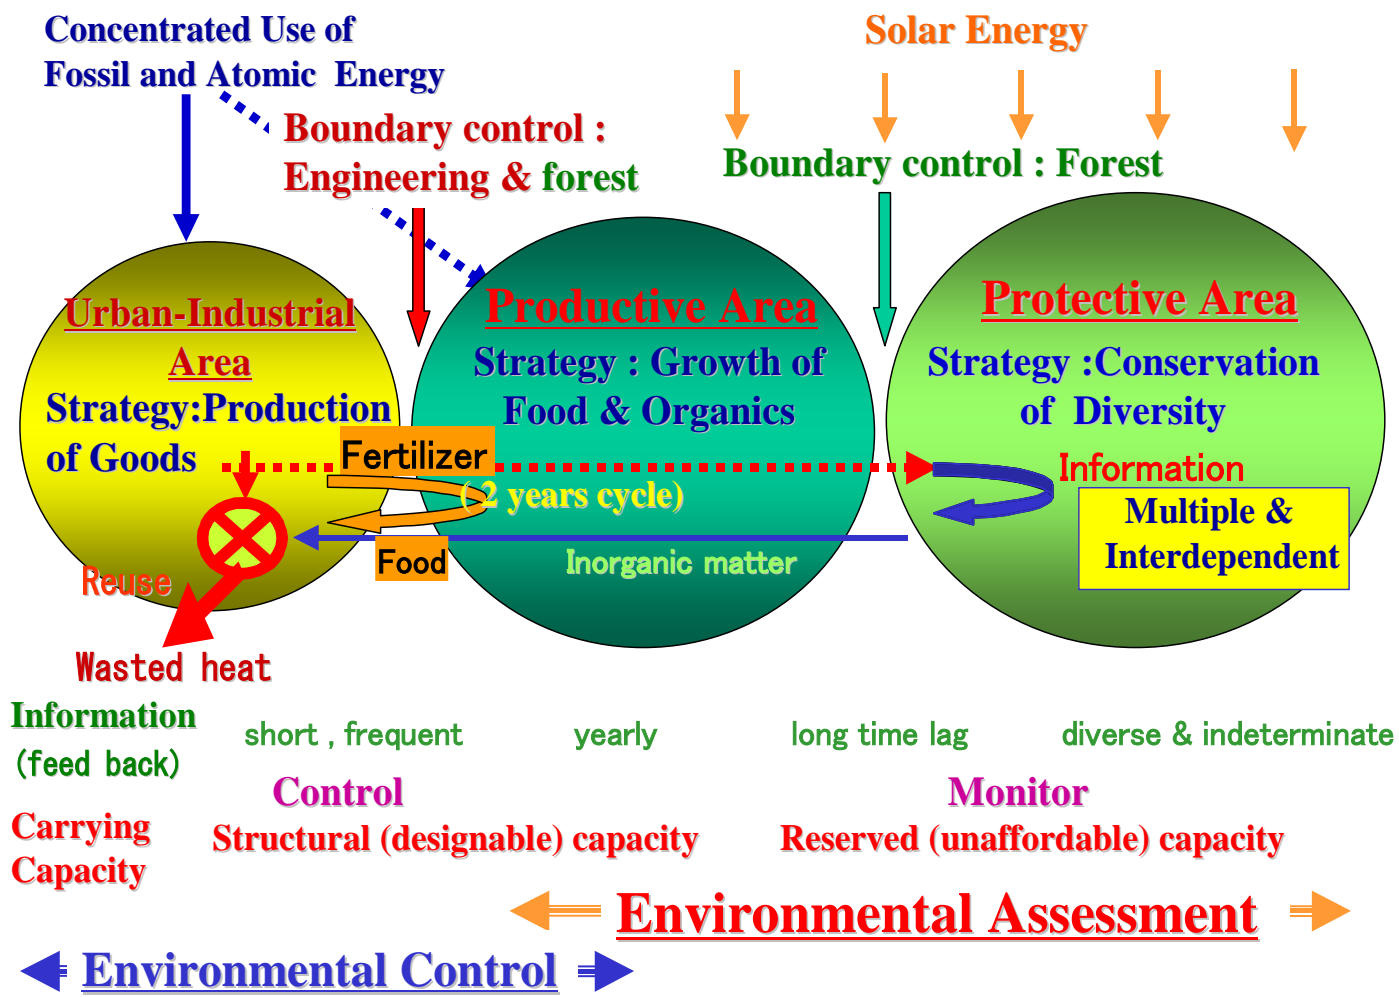 Concentrated Use of
Fossil and Atomic Energy
Solar Energy
Boundary control :
Engineering & forest
Boundary control : Forest
Urban-Industrial
Area
Strategy:Production
of Goods
Productive Area
Strategy : Growth of
Food & Organics
Protective Area
Strategy :Conservation
of Diversity
Fertilizer
( 2 years cycle)
Information
Multiple &
Interdependent
Food
Inorganic matter
Reuse
Wasted heat
Information
(feed back)
short , frequent
yearly
long time lag
diverse & indeterminate
Control
Monitor
Carrying
Capacity
Structural (designable) capacity
Reserved (unaffordable) capacity
Environmental Assessment
Environmental Control